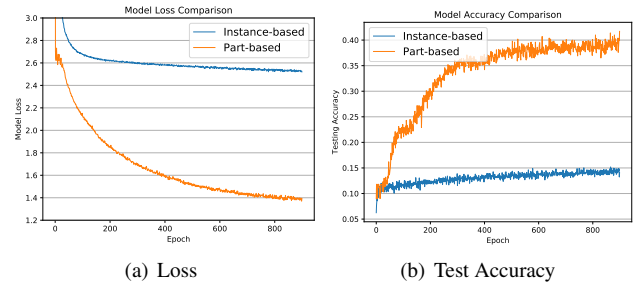 Model Loss Comparison
3.0
2.8
2.6
2.4
2.2
2.0
1.8
1.6
1.4
1.2
Model Loss
Instance-based
Part-based
0
200
400
600
800
Epoch
(a) Loss
Model Accuracy Comparison
0.40
0.35
0.30
0.25
0.20
0.15
0.10
0.05
Testing Accuracy
Instance-based
Part-based
0
200
400
600
800
Epoch
(b) Test Accuracy